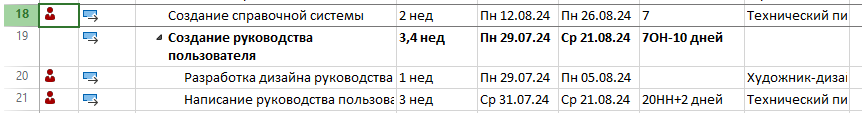 18 Создание справочной системы 2 нед Пн 12.08.24 Пн 26.08.24 7 Технический пи
19 Создание руководства пользователя 3,4 нед Пн 29.07.24 Ср 21.08.24 7ОН-10 дней
20 Разработка дизайна руководства 1 нед Пн 29.07.24 Пн 05.08.24 Художник-диза
21 Написание руководства пользова 3 нед Ср 31.07.24 Ср 21.08.24 20НН+2 дней Технический пи